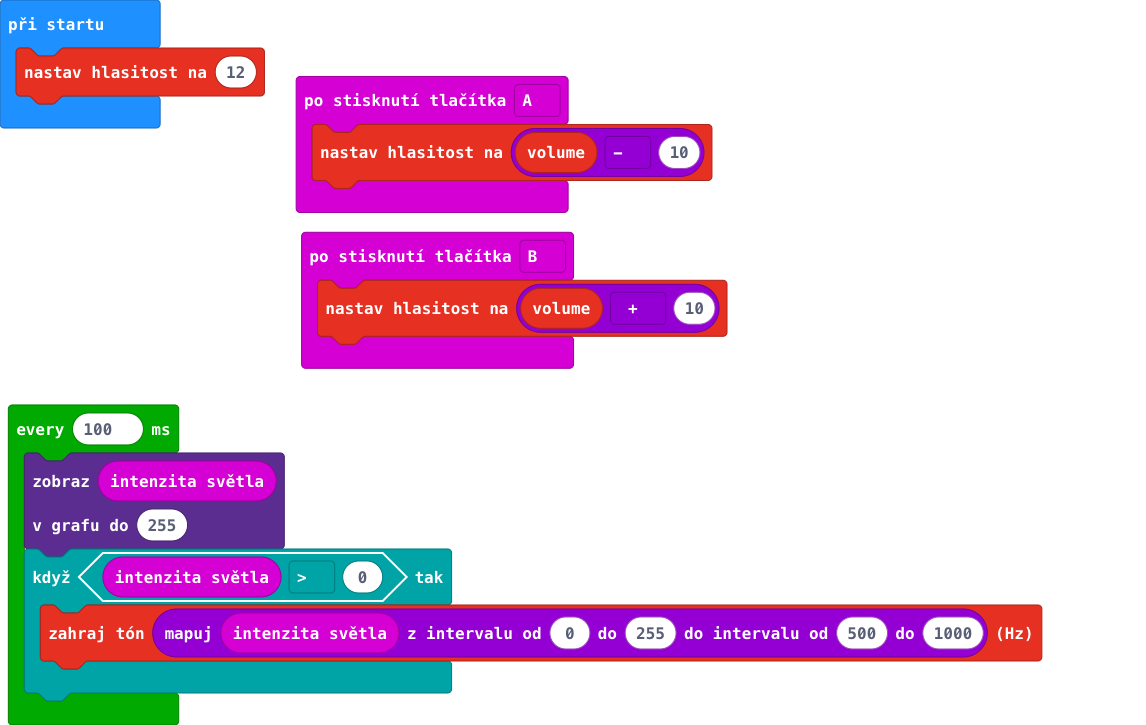 při startu
nastav hlasitost na 12
po stisknutí tlačítka A
nastav hlasitost na volume - 10
po stisknutí tlačítka B
nastav hlasitost na volume + 10
every 100 ms
zobraz intenzita světla
v grafu do 255
když intenzita světla > 0 tak
zahraj tón mapuj intenzita světla z intervalu od 0 do 255 do intervalu od 500 do 1000 (Hz)